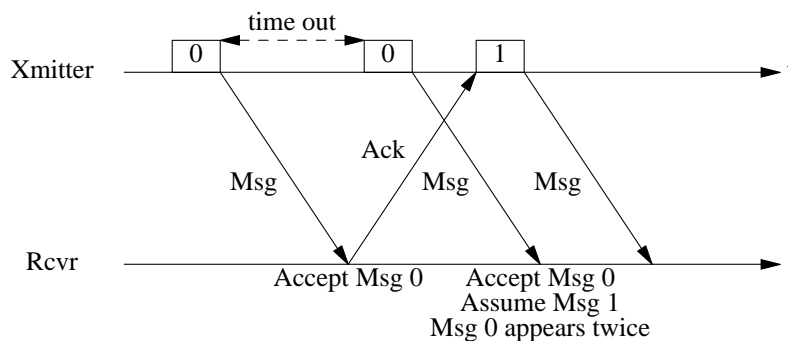 time out
0
0
1
Xmitter
Ack
Msg
Msg
Msg
Rcvr
Accept Msg 0
Accept Msg 0
Assume Msg 1
Msg 0 appears twice